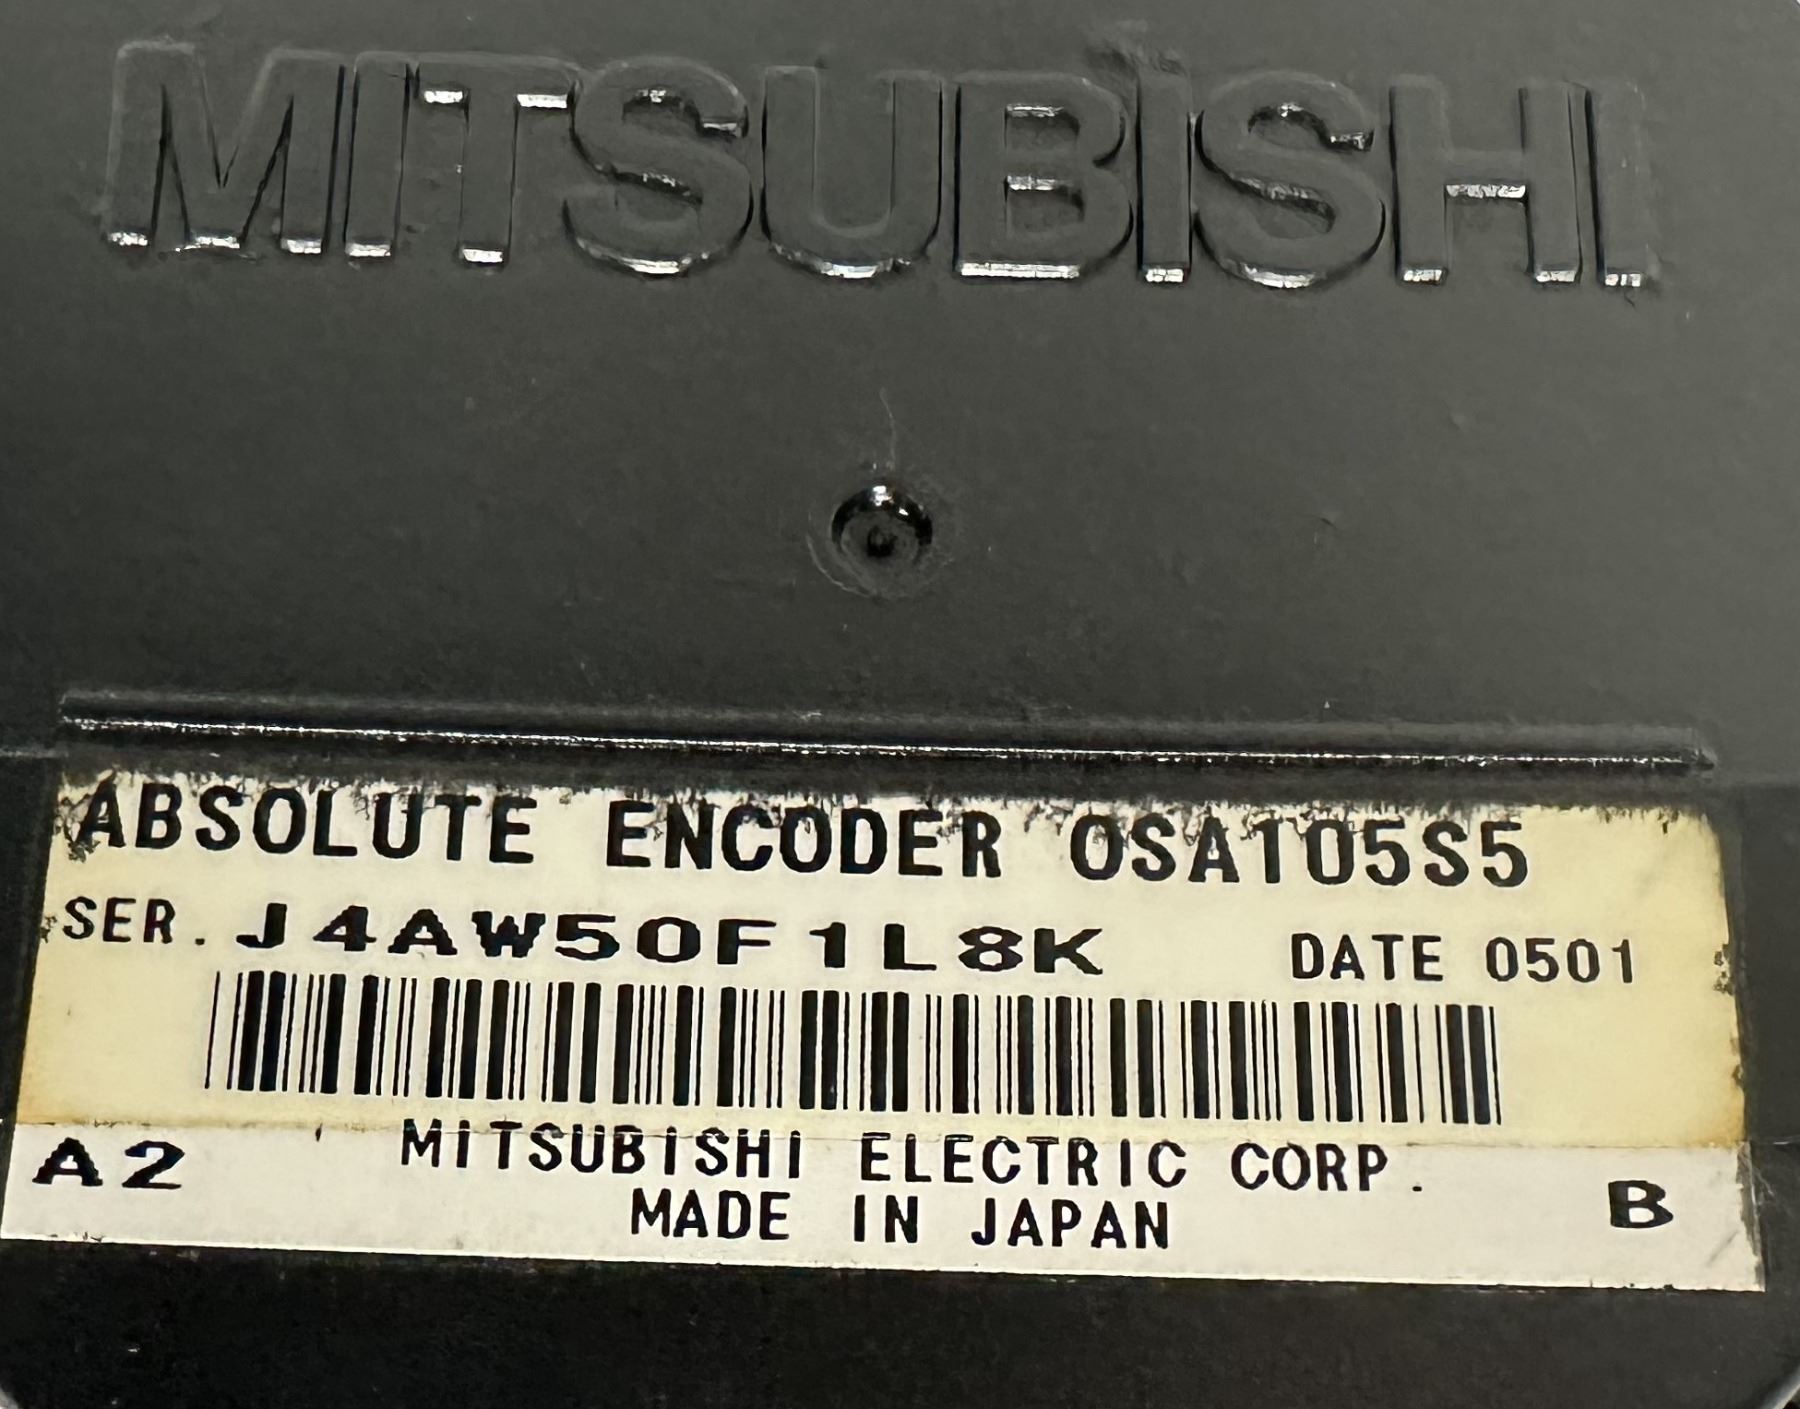 MITSUBISHI
ABSOLUTE ENCODER OSA105S5
SER. J4AW50F1L8K DATE 0501
MITSUBISHI ELECTRIC CORP.
A2 MADE IN JAPAN B